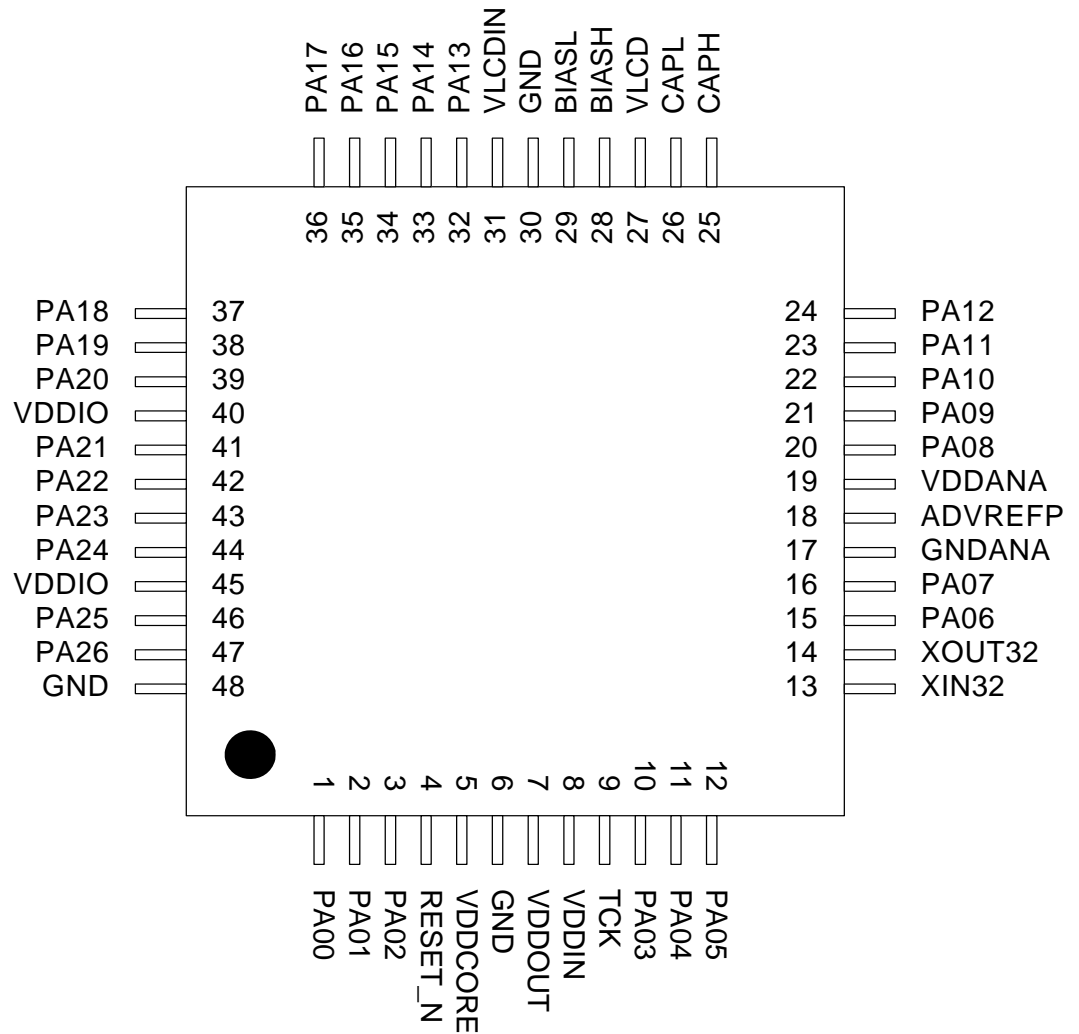 PA17
PA16
PA15
PA14
PA13
VLCDIN
GND
BIASL
BIASH
VLCD
CAPL
CAPH
36
35
34
33
32
31
30
29
28
27
26
25
PA18 37
PA19 38
PA20 39
VDDIO 40
PA21 41
PA22 42
PA23 43
PA24 44
VDDIO 45
PA25 46
PA26 47
GND 48
24 PA12
23 PA11
22 PA10
21 PA09
20 PA08
19 VDDANA
18 ADVREFP
17 GNDANA
16 PA07
15 PA06
14 XOUT32
13 XIN32
1
2
3
4
5
6
7
8
9
10
11
12
PA00
PA01
PA02
RESET_N
VDDCORE
GND
VDDOUT
VDDIN
TCK
PA03
PA04
PA05